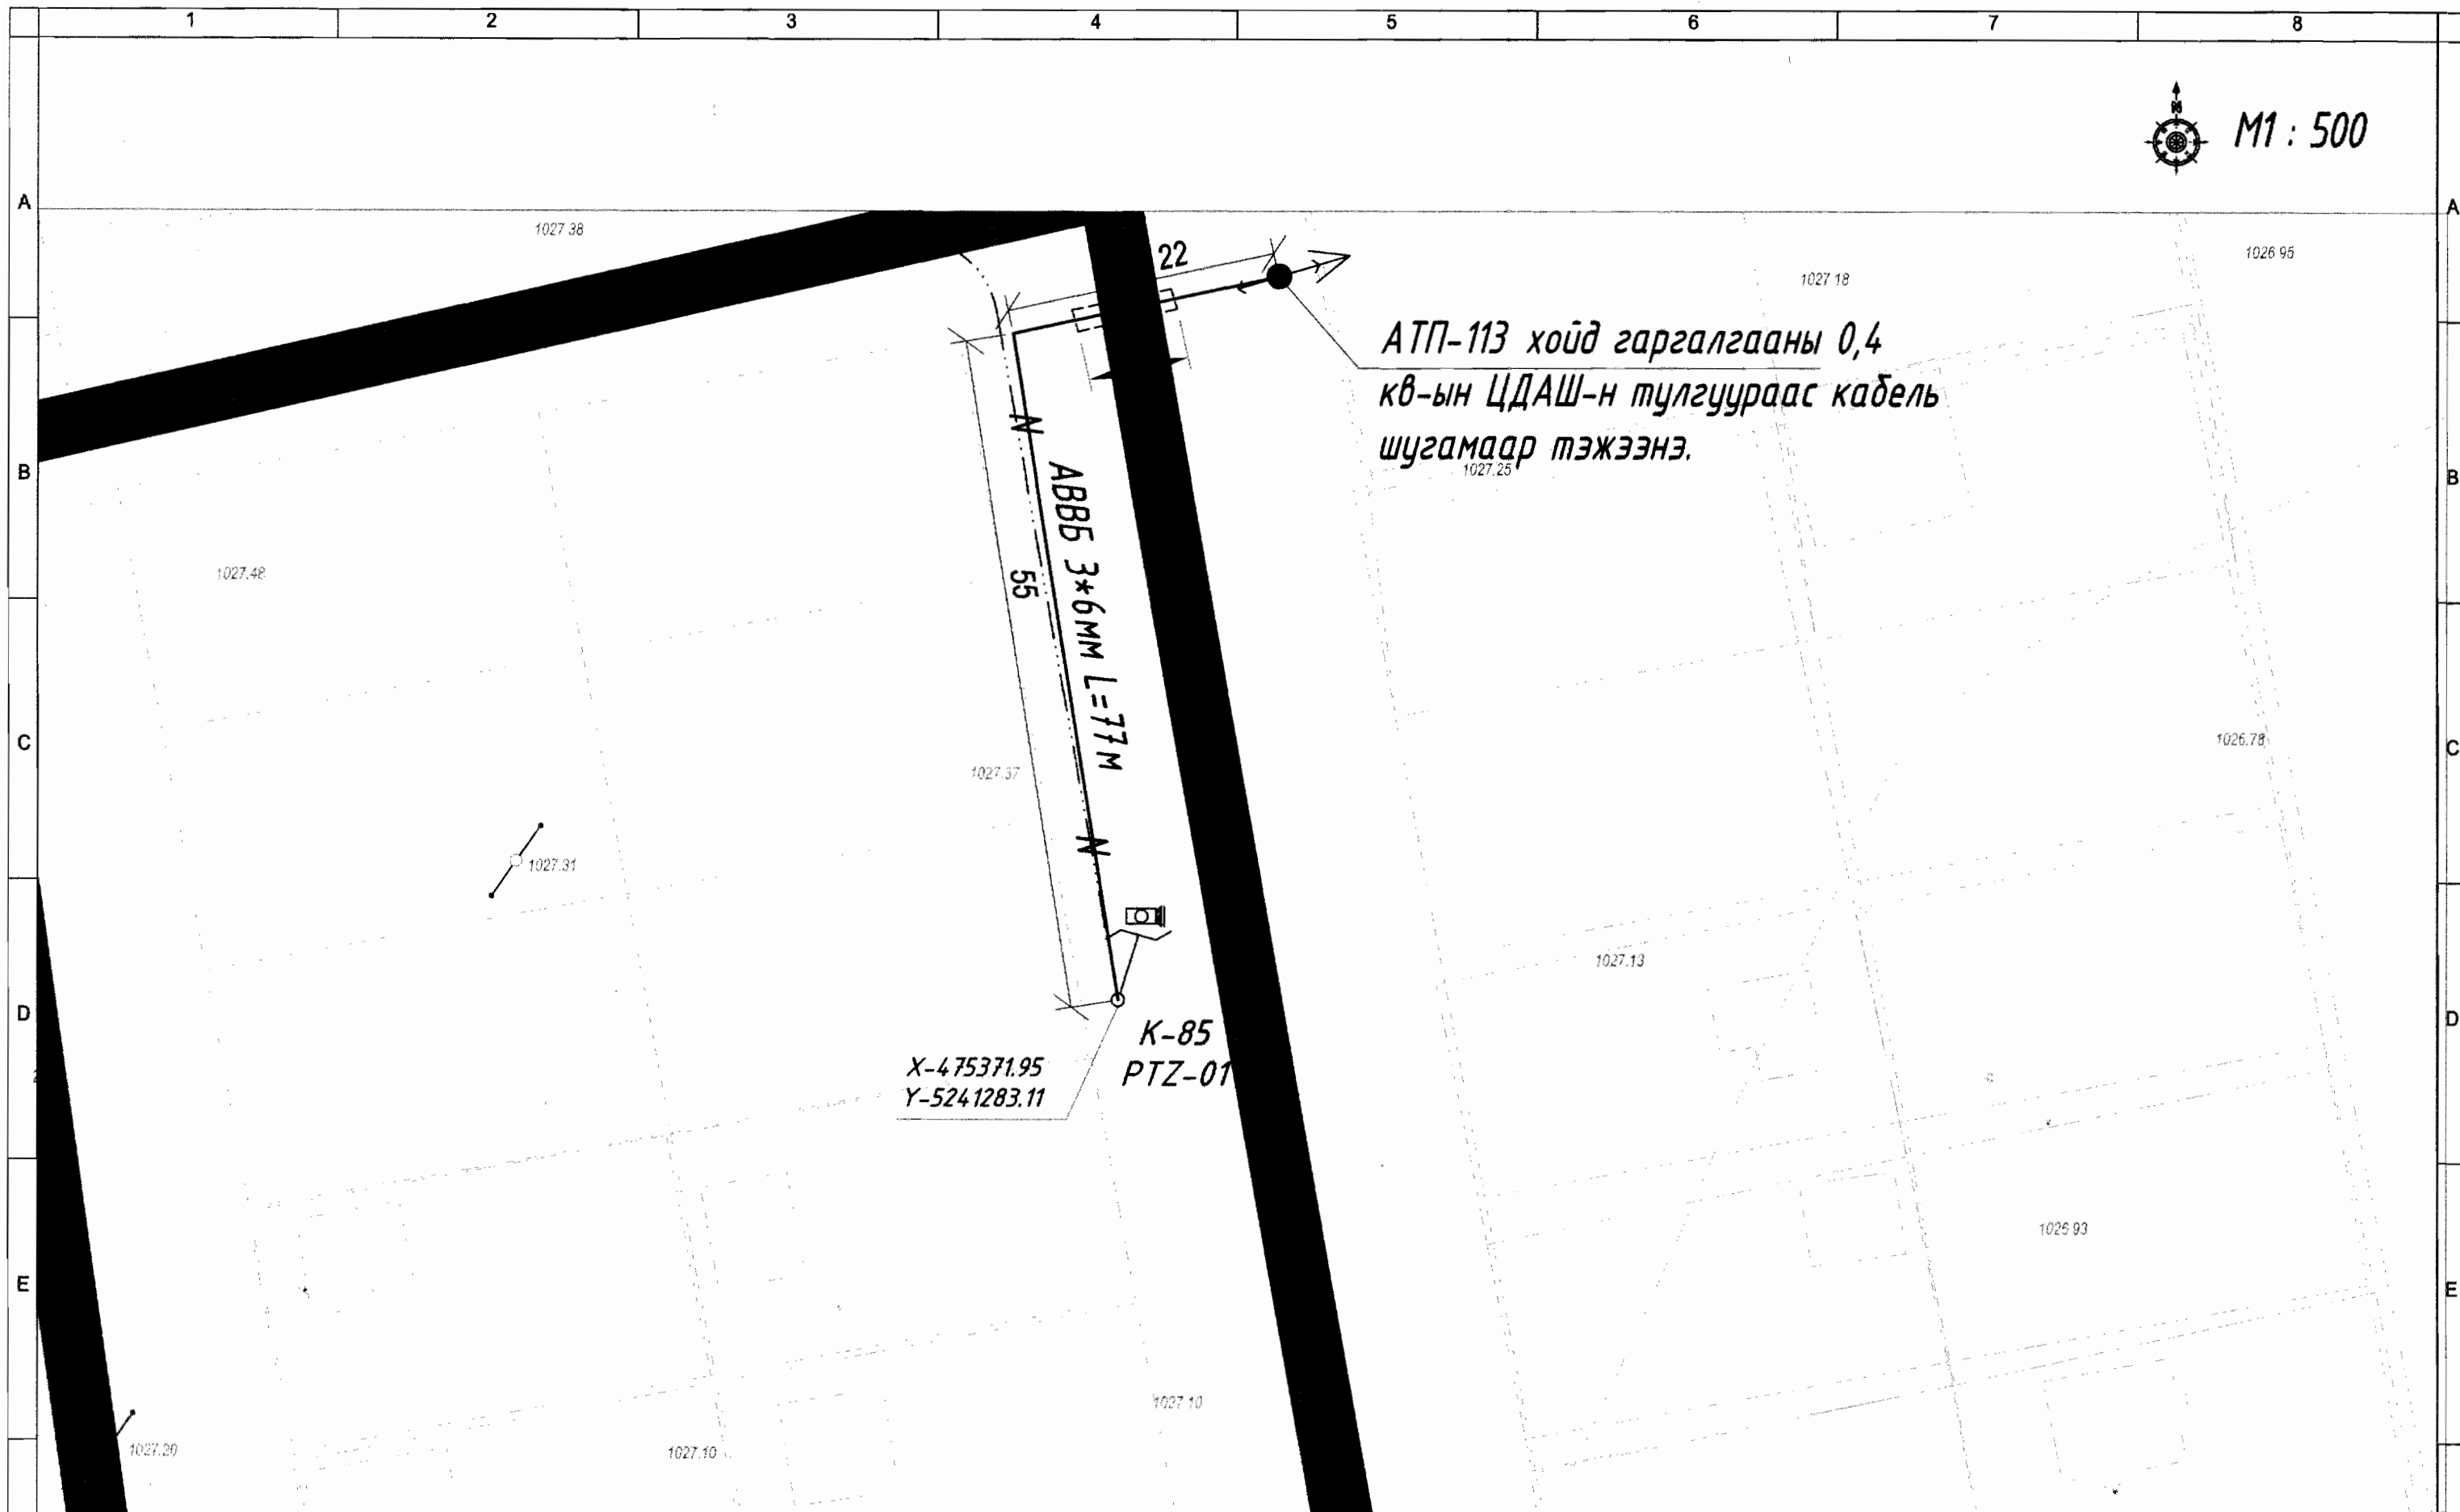 1 2 3 4 5 6 7 8
N
М1 : 500
A A
1027.38
22
1026.95
1027.18
АТП-113 хойд гаргалгааны 0,4
кв-ын ЦДАШ-н тулгуураас кабель
шугамаар тэжээнэ.
1027.25
N
B B
АВВБ 3*6мм L=77м
55
1027.48
C C
1026.78
1027.37
N
1027.31
1027.13
D D
К-85
PTZ-01
X-475371.95
Y-5241283.11
1026.93
E E
1027.10
1027.20
1027.10